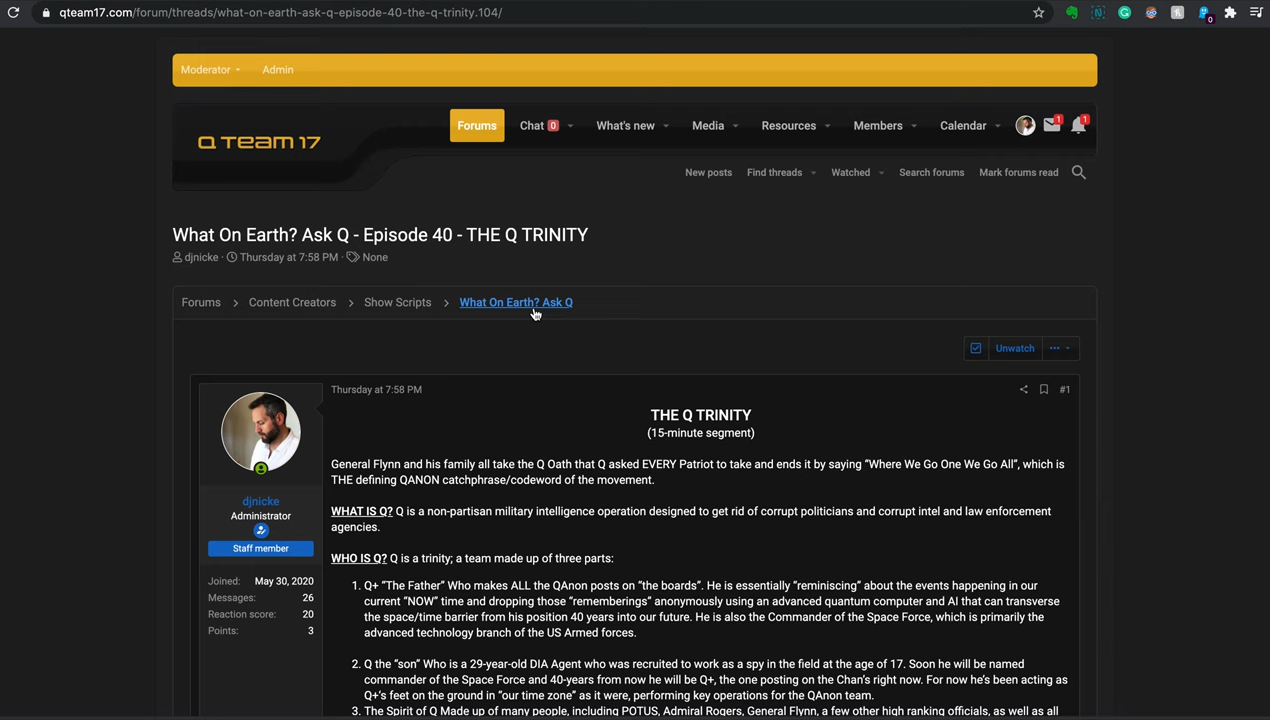 qteam17.com/forum/threads/what-on-earth-ask-q-episode-40-the-q-trinity.104/
0
Moderator Admin
Q TEAM 17
Forums Chat 0 What's new Media Resources Members Calendar 1 1
New posts Find threads Watched Search forums Mark forums read
What On Earth? Ask Q - Episode 40 - THE Q TRINITY
djnicke · Thursday at 7:58 PM · None
Forums > Content Creators > Show Scripts > What On Earth? Ask Q
Unwatch •••
Thursday at 7:58 PM #1
THE Q TRINITY
(15-minute segment)
General Flynn and his family all take the Q Oath that Q asked EVERY Patriot to take and ends it by saying “Where We Go One We Go All”, which is
THE defining QANON catchphrase/codeword of the movement.
WHAT IS Q? Q is a non-partisan military intelligence operation designed to get rid of corrupt politicians and corrupt intel and law enforcement
agencies.
WHO IS Q? Q is a trinity; a team made up of three parts:
1. Q+ “The Father” Who makes ALL the QAnon posts on “the boards”. He is essentially “reminiscing” about the events happening in our
current “NOW” time and dropping those “rememberings” anonymously using an advanced quantum computer and AI that can transverse
the space/time barrier from his position 40 years into our future. He is also the Commander of the Space Force, which is primarily the
advanced technology branch of the US Armed forces.
2. Q the “son” Who is a 29-year-old DIA Agent who was recruited to work as a spy in the field at the age of 17. Soon he will be named
commander of the Space Force and 40-years from now he will be Q+, the one posting on the Chan’s right now. For now he’s been acting as
Q+’s feet on the ground in “our time zone” as it were, performing key operations for the QAnon team.
3. The Spirit of Q Made up of many people, including POTUS, Admiral Rogers, General Flynn, a few other high ranking officials, as well as all
djnicke
Administrator
Staff member
Joined: May 30, 2020
Messages: 26
Reaction score: 20
Points: 3